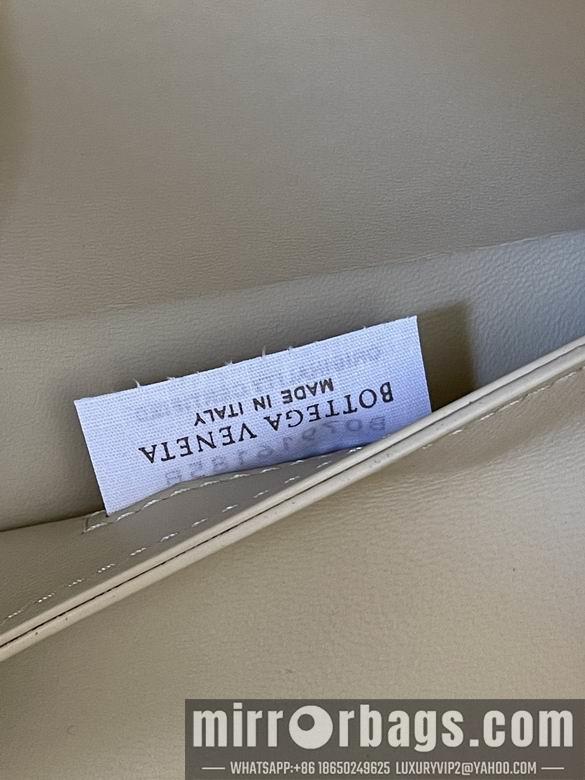 BOTTEGA VENETA
MADE IN ITALY
mirrorbags.com
WHATSAPP:+86 18650249625 LUXURYVIP2@YAHOO.COM